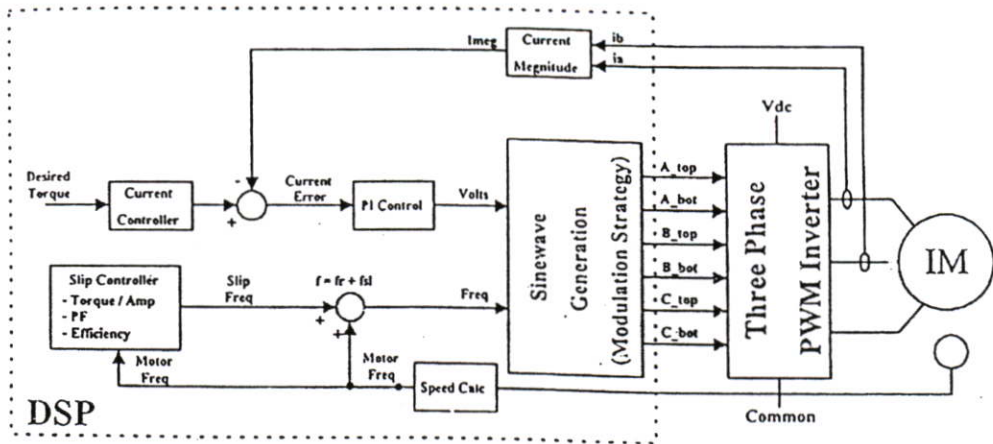 Imeg
Current
Megnitude
ib
ia
Vdc
Desired
Torque
Current
Controller
-
+
Current
Error
PI Control
Volts
Sinewave
Generation
(Modulation Strategy)
A_top
A_bot
B_top
B_bot
C_top
C_bot
Three Phase
PWM Inverter
IM
Slip Controller
- Torque / Amp
- PF
- Efficiency
Slip
Freq
f = fr + fsl
+
+
Freq
Motor
Freq
Motor
Freq
Speed Calc
Common
DSP